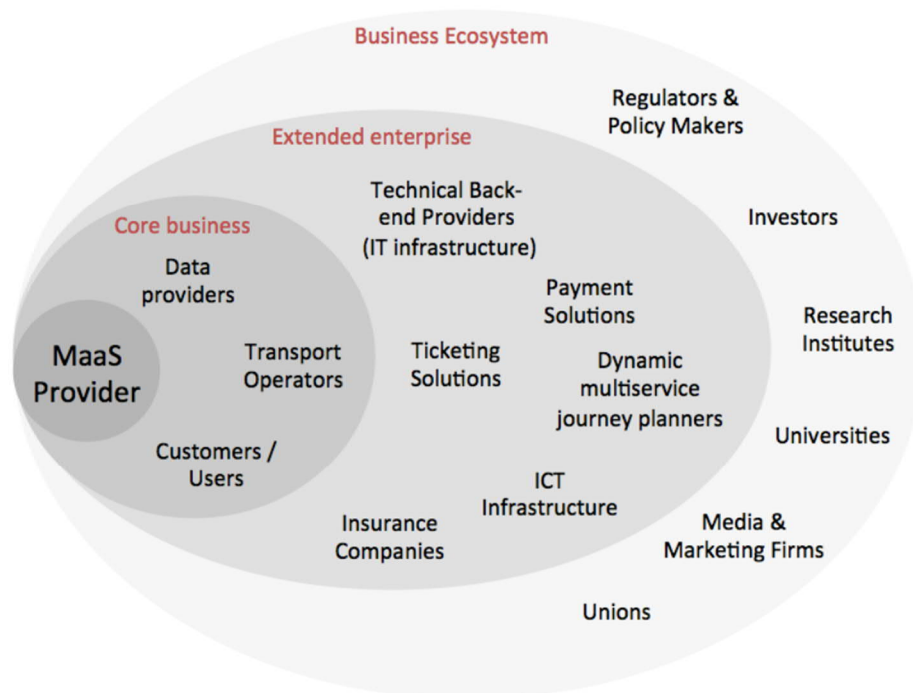 Business Ecosystem
Regulators &
Policy Makers
Extended enterprise
Technical Back-
end Providers
(IT infrastructure)
Investors
Core business
Data
providers
Payment
Solutions
Research
Institutes
MaaS
Provider
Transport
Operators
Ticketing
Solutions
Dynamic
multiservice
journey planners
Universities
Customers /
Users
ICT
Infrastructure
Insurance
Companies
Media &
Marketing Firms
Unions